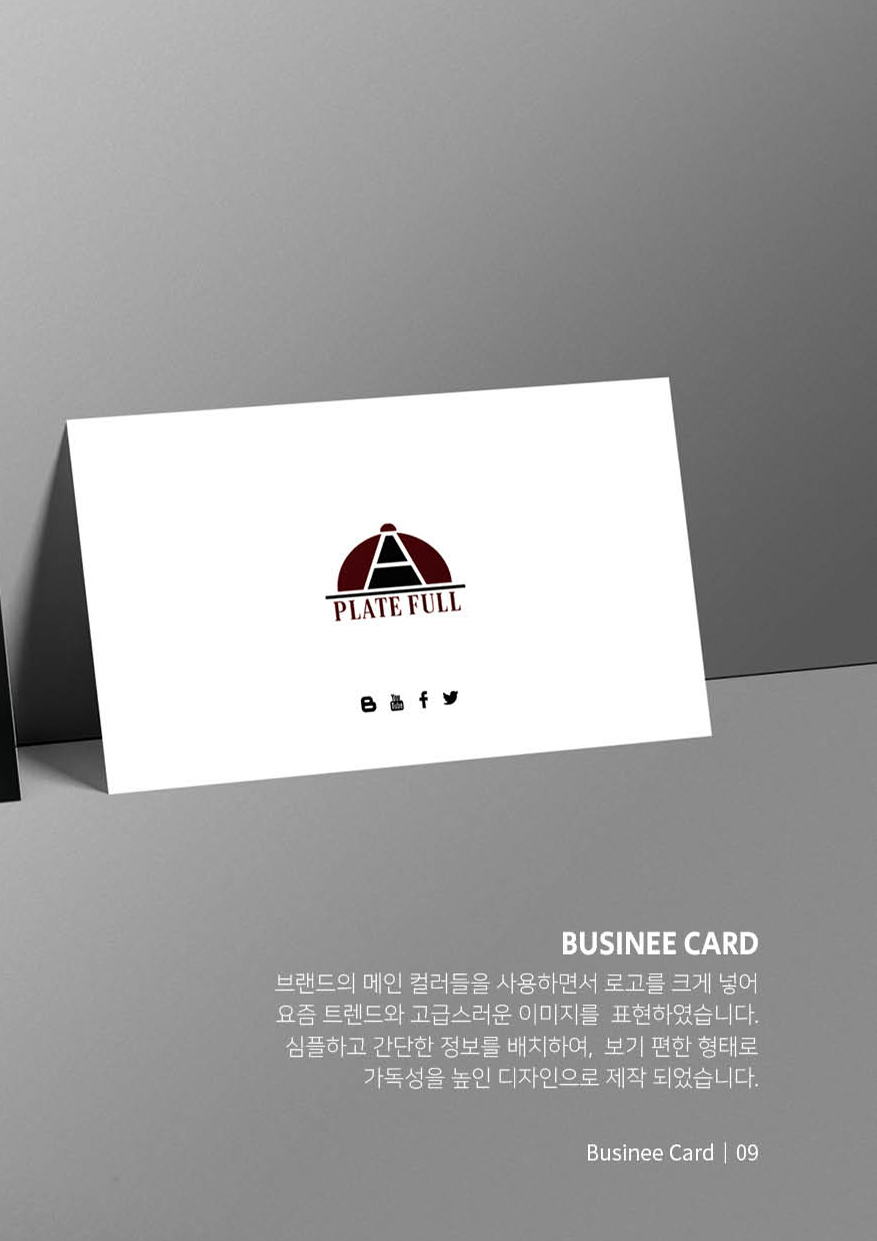 A
PLATE FULL
You
Tube
BUSINEE CARD
브랜드의 메인 컬러들을 사용하면서 로고를 크게 넣어
요즘 트렌드와 고급스러운 이미지를 표현하였습니다.
심플하고 간단한 정보를 배치하여, 보기 편한 형태로
가독성을 높인 디자인으로 제작 되었습니다.
Businee Card | 09